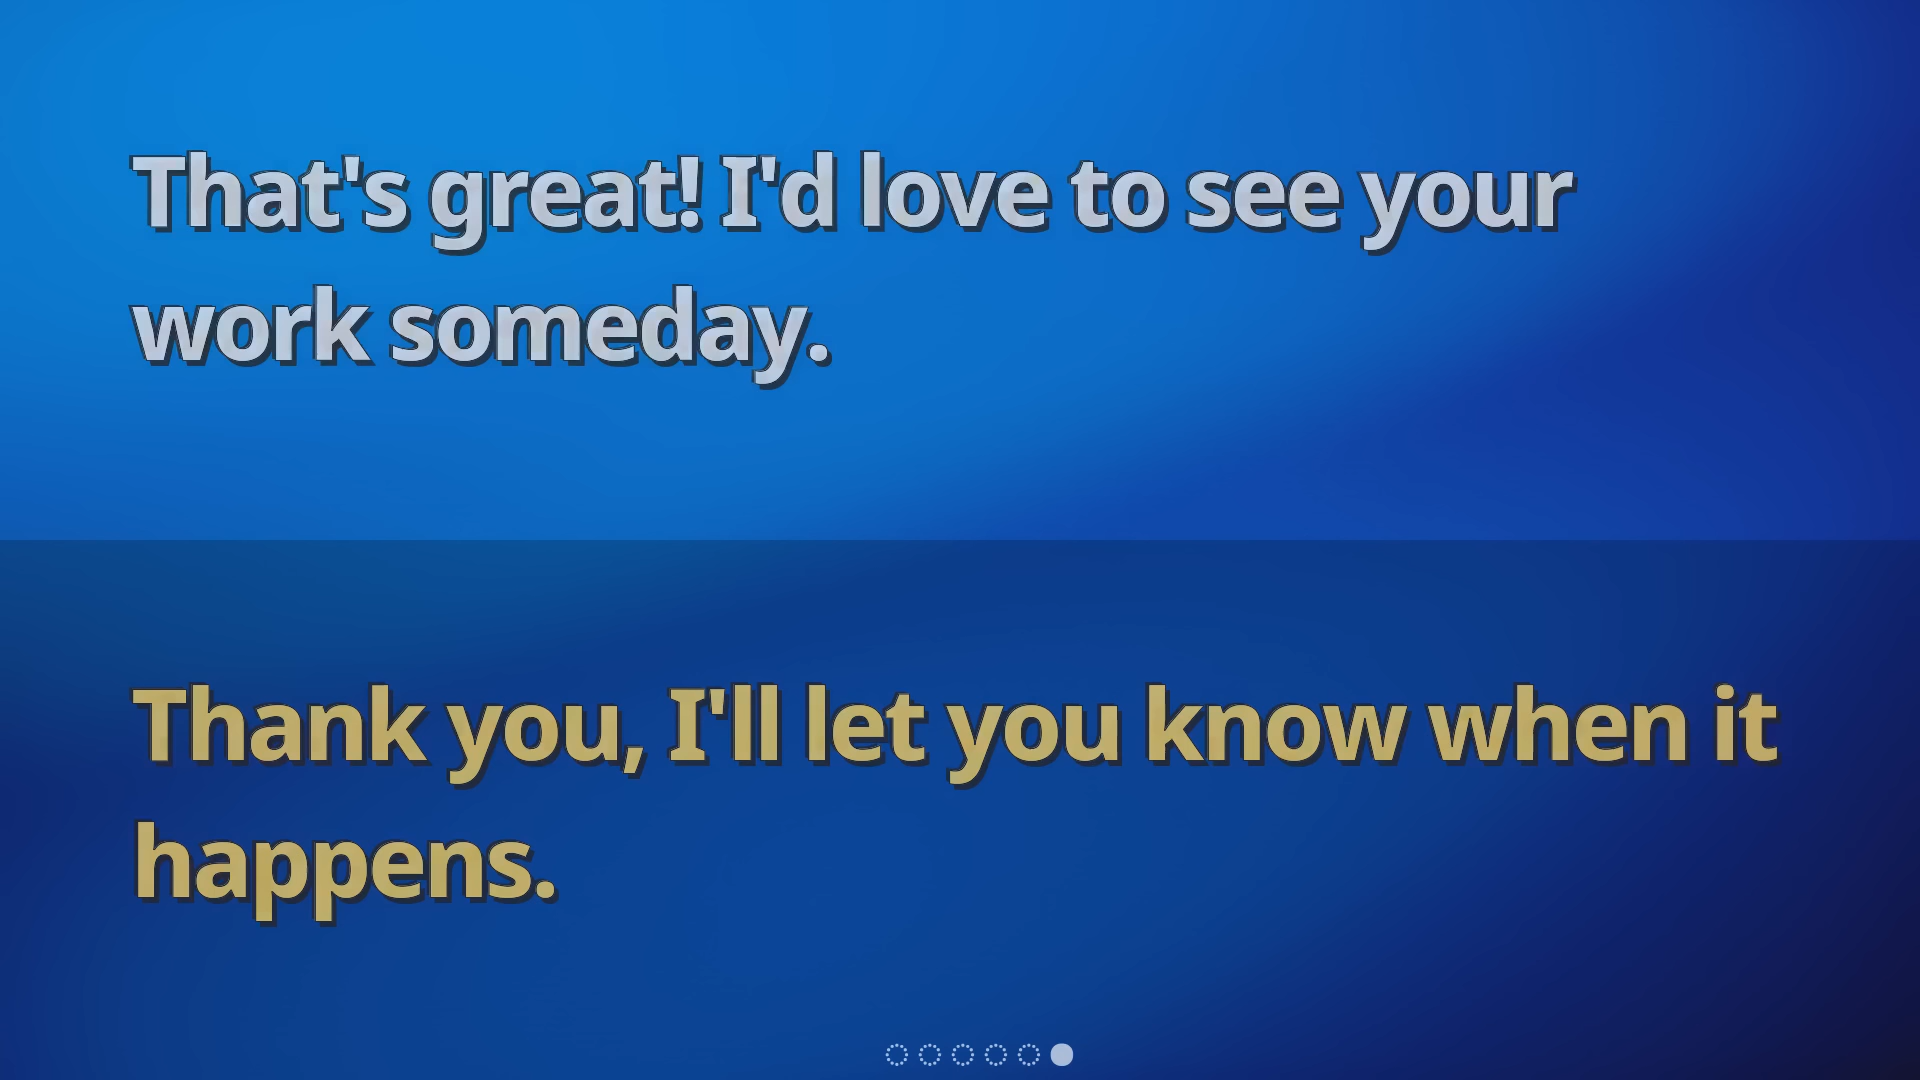 That's great! I'd love to see your
work someday.
Thank you, I'll let you know when it
happens.